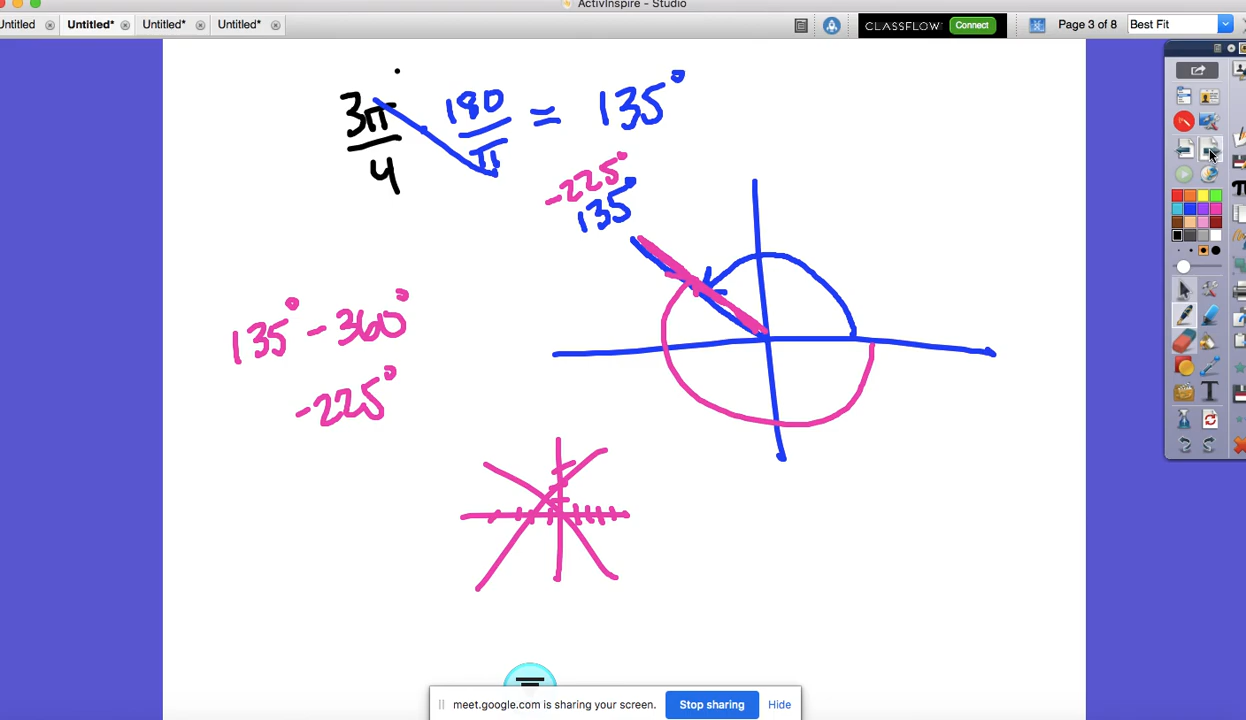 ActivInspire - Studio
Untitled Untitled* Untitled* Untitled* CLASSFLOW Connect Page 3 of 8 Best Fit
3π/4 180/π = 135°
-225°
135°
135° - 360°
-225°
meet.google.com is sharing your screen. Stop sharing Hide